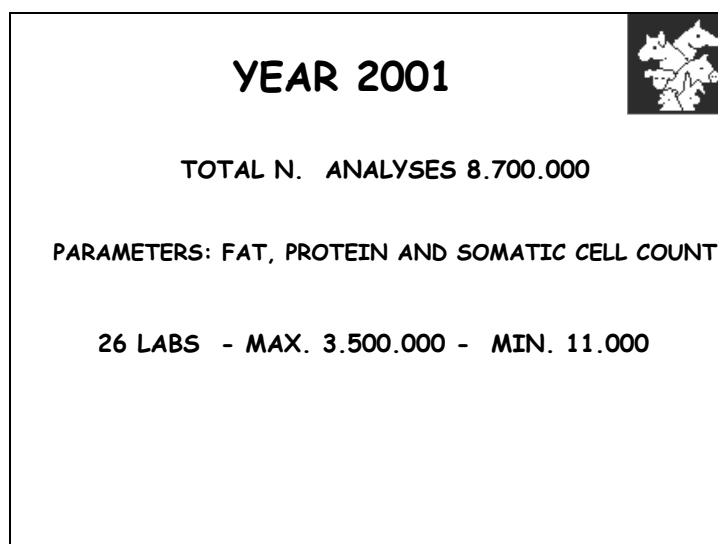 YEAR 2001
TOTAL N. ANALYSES 8.700.000
PARAMETERS: FAT, PROTEIN AND SOMATIC CELL COUNT
26 LABS - MAX. 3.500.000 - MIN. 11.000